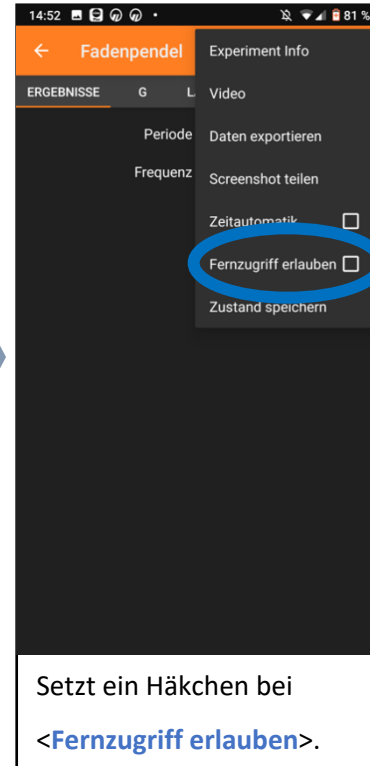 14:52 81 %
Fadenpendel
Experiment Info
ERGEBNISSE G L
Video
Periode
Daten exportieren
Frequenz
Screenshot teilen
Zeitautomatik
Fernzugriff erlauben
Zustand speichern
Setzt ein Häkchen bei
<Fernzugriff erlauben>.